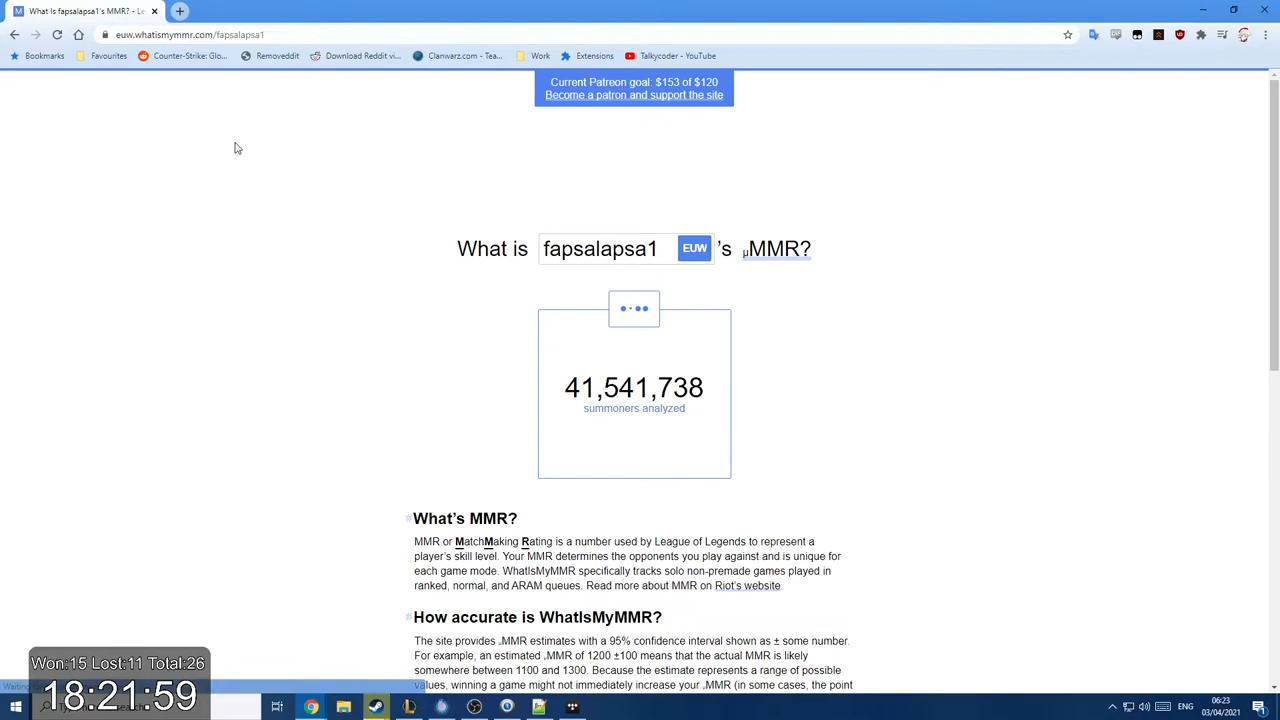 What Is fapsalapsa1's MMR? - Le
euw.whatismymmr.com/fapsalapsa1
Bookmarks
Favourites
Counter-Strike: Glo...
Removeddit
Download Reddit vi...
Clanwarz.com - Tea...
Work
Extensions
Talkycoder - YouTube
Current Patreon goal: $153 of $120
Become a patron and support the site
What is fapsalapsa1 EUW 's μMMR?
41,541,738
summoners analyzed
#What's MMR?
MMR or MatchMaking Rating is a number used by League of Legends to represent a
player's skill level. Your MMR determines the opponents you play against and is unique for
each game mode. WhatIsMyMMR specifically tracks solo non-premade games played in
ranked, normal, and ARAM queues. Read more about MMR on Riot's website.
#How accurate is WhatIsMyMMR?
The site provides μMMR estimates with a 95% confidence interval shown as ± some number.
For example, an estimated μMMR of 1200 ±100 means that the actual MMR is likely
somewhere between 1100 and 1300. Because the estimate represents a range of possible
values, winning a game might not immediately increase your μMMR (in some cases, the point
Won:15 Lost:11 Total:26
18:21:59
Waiting
ENG
06:23
03/04/2021